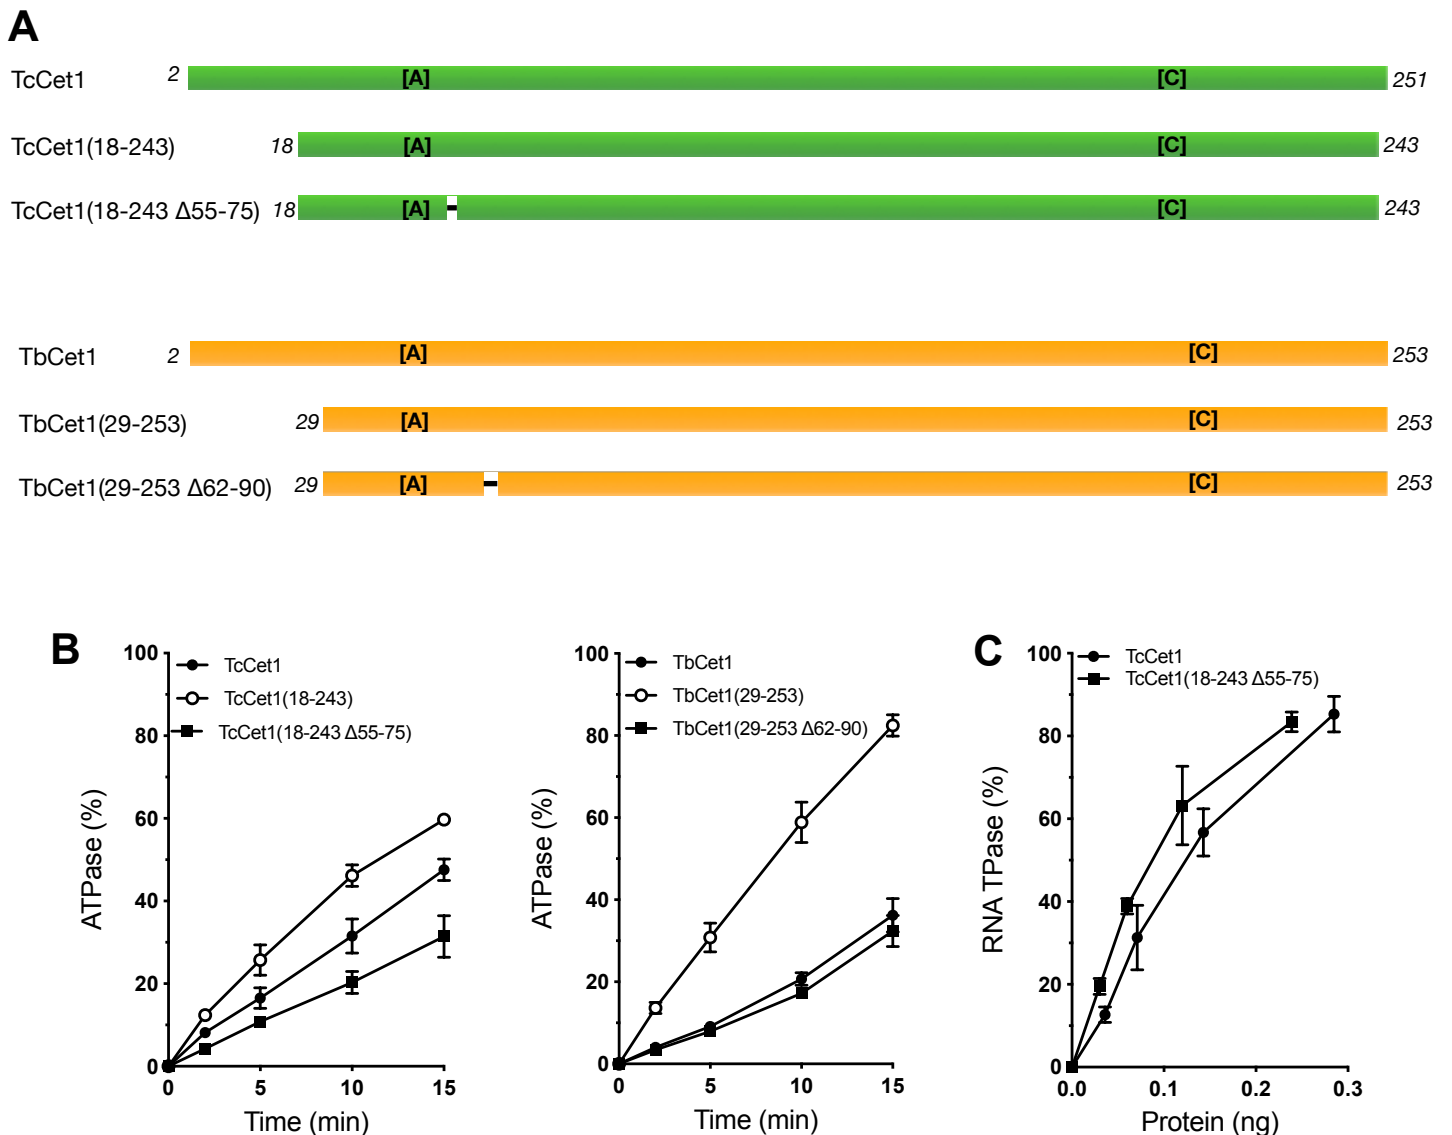 A
TcCet1 2 [A] [C] 251
TcCet1(18-243) 18 [A] [C] 243
TcCet1(18-243 Δ55-75) 18 [A] [C] 243
TbCet1 2 [A] [C] 253
TbCet1(29-253) 29 [A] [C] 253
TbCet1(29-253 Δ62-90) 29 [A] [C] 253
B
ATPase (%)
100
80
60
40
20
0
TcCet1
TcCet1(18-243)
TcCet1(18-243 Δ55-75)
0 5 10 15
Time (min)
ATPase (%)
100
80
60
40
20
0
TbCet1
TbCet1(29-253)
TbCet1(29-253 Δ62-90)
0 5 10 15
Time (min)
C
RNA TPase (%)
100
80
60
40
20
0
TcCet1
TcCet1(18-243 Δ55-75)
0.0 0.1 0.2 0.3
Protein (ng)